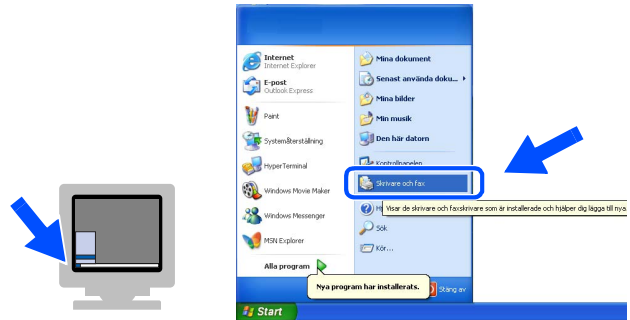 Internet
Internet Explorer
E-post
Outlook Express
Paint
Systemåterställning
HyperTerminal
Windows Movie Maker
Windows Messenger
MSN Explorer
Alla program
Mina dokument
Senast använda doku...
Mina bilder
Min musik
Den här datorn
Kontrollpanelen
Skrivare och fax
Visar de skrivare och faxskrivare som är installerade och hjälper dig lägga till nya.
Sök
Kör...
Nya program har installerats.
Stäng av
Start